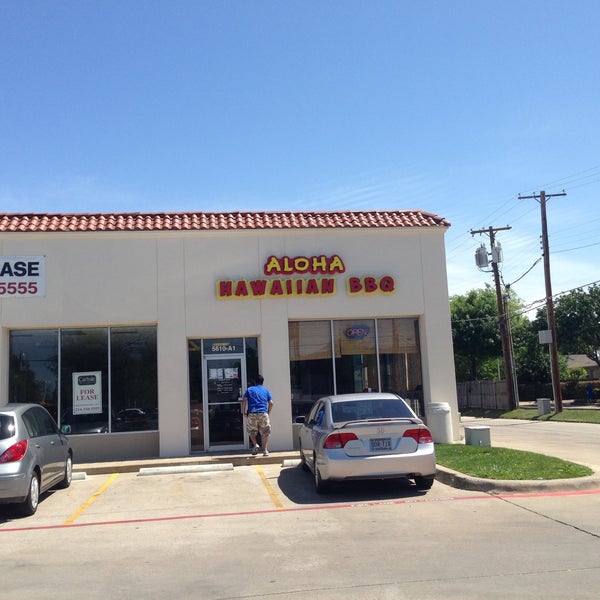 ASE
5555
ALOHA
HAWAIIAN BBQ
5610-A1
OPEN
FOR
LEASE